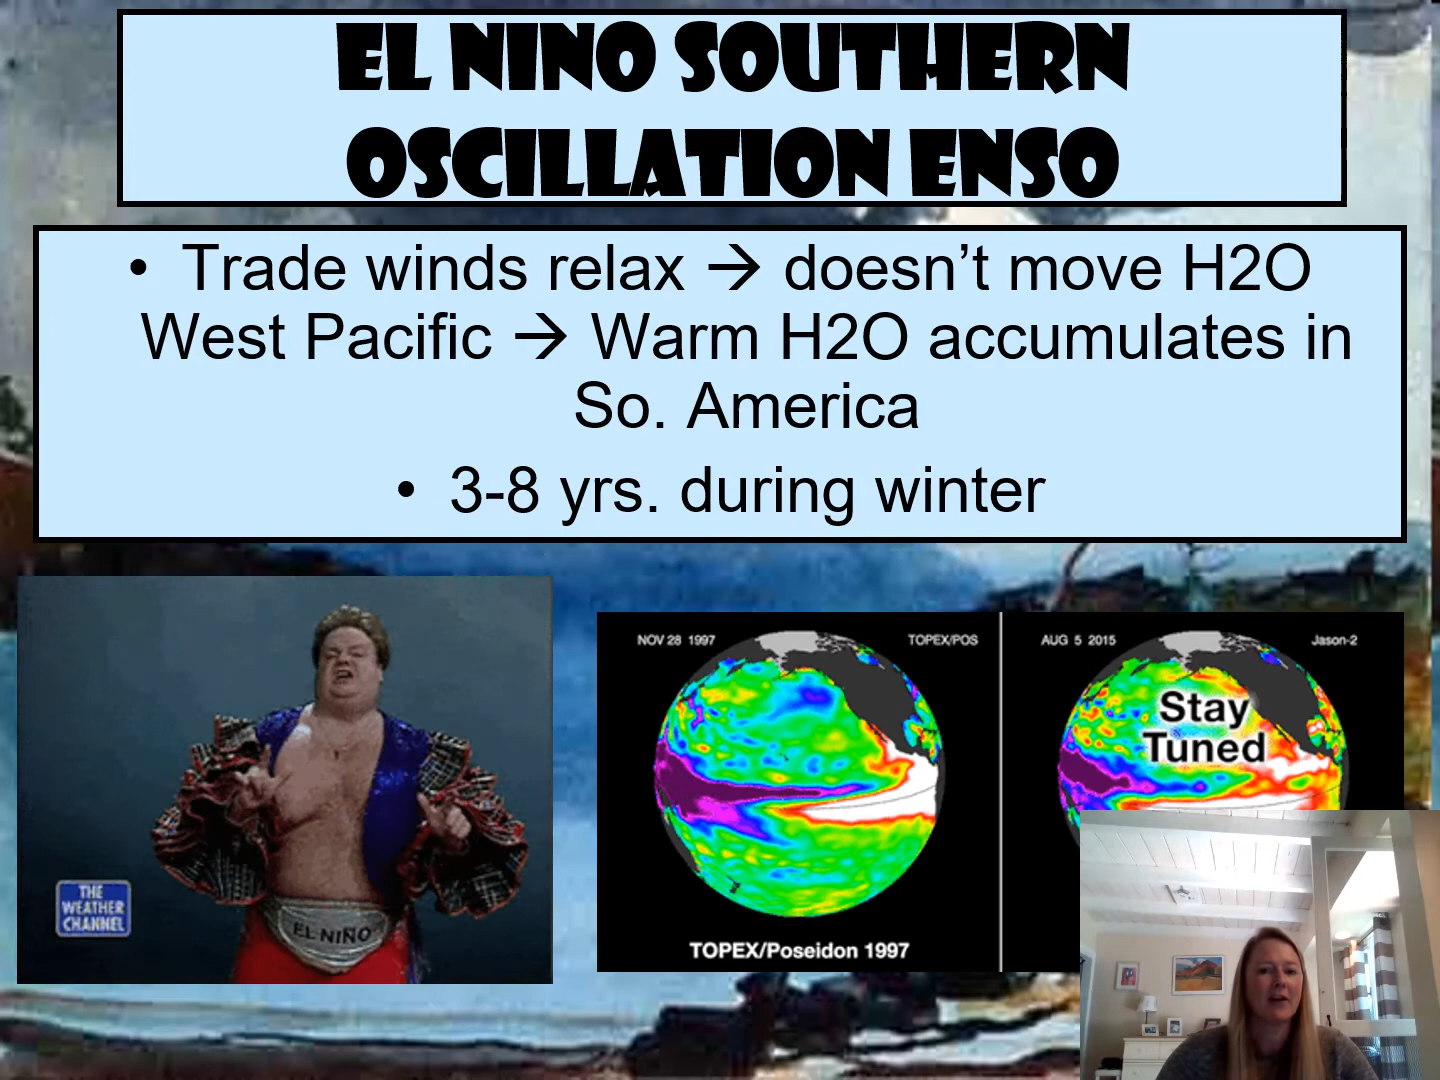 EL NINO SOUTHERN
OSCILLATION ENSO
• Trade winds relax → doesn’t move H2O
West Pacific → Warm H2O accumulates in
So. America
• 3-8 yrs. during winter
THE
WEATHER
CHANNEL
EL NIÑO
NOV 28 1997 TOPEX/POS
TOPEX/Poseidon 1997
AUG 5 2015 Jason-2
Stay
Tuned